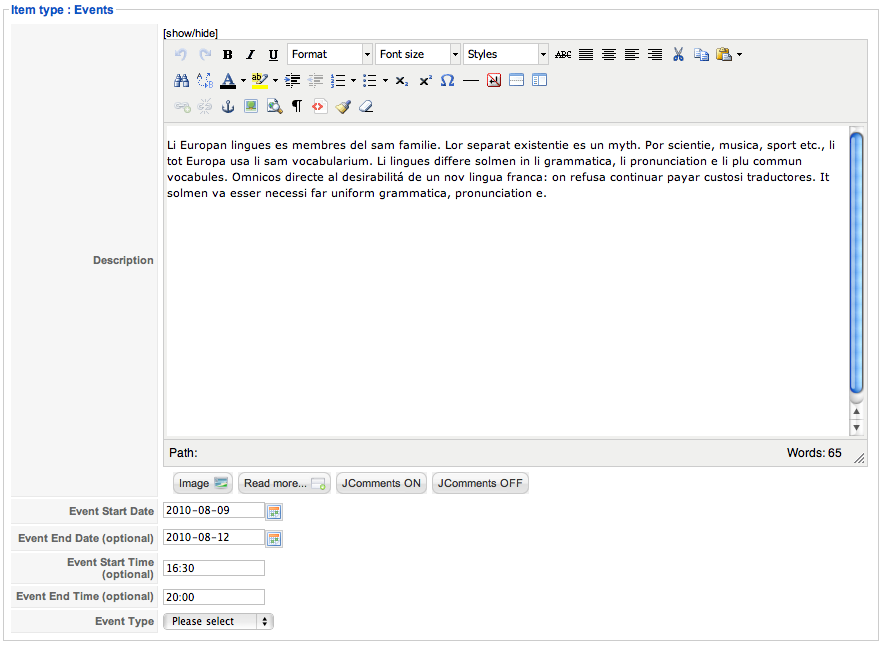 Item type : Events
[show/hide]
B I U Format Font size Styles ABC
A ab x₂ x² Ω
¶
Description
Li Europan lingues es membres del sam familie. Lor separat existentie es un myth. Por scientie, musica, sport etc., li
tot Europa usa li sam vocabularium. Li lingues differe solmen in li grammatica, li pronunciation e li plu commun
vocabules. Omnicos directe al desirabilitá de un nov lingua franca: on refusa continuar payar custosi traductores. It
solmen va esser necessi far uniform grammatica, pronunciation e.
Path: Words: 65
Image Read more... JComments ON JComments OFF
Event Start Date 2010-08-09
Event End Date (optional) 2010-08-12
Event Start Time
(optional) 16:30
Event End Time (optional) 20:00
Event Type Please select